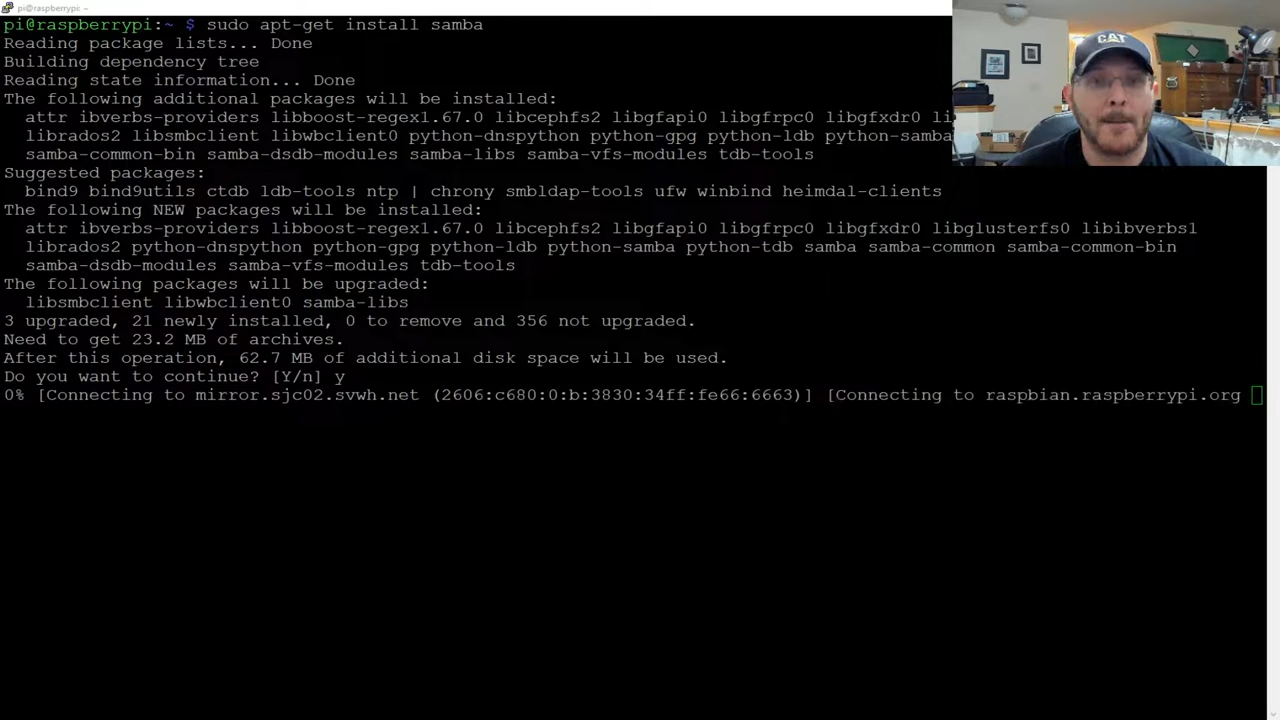 pi@raspberrypi: ~
pi@raspberrypi:~ $ sudo apt-get install samba
Reading package lists... Done
Building dependency tree
Reading state information... Done
The following additional packages will be installed:
attr ibverbs-providers libboost-regex1.67.0 libcephfs2 libgfapi0 libgfrpc0 libgfxdr0 li
librados2 libsmbclient libwbclient0 python-dnspython python-gpg python-ldb python-samba
samba-common-bin samba-dsdb-modules samba-libs samba-vfs-modules tdb-tools
Suggested packages:
bind9 bind9utils ctdb ldb-tools ntp | chrony smbldap-tools ufw winbind heimdal-clients
The following NEW packages will be installed:
attr ibverbs-providers libboost-regex1.67.0 libcephfs2 libgfapi0 libgfrpc0 libgfxdr0 libglusterfs0 libibverbs1
librados2 python-dnspython python-gpg python-ldb python-samba python-tdb samba samba-common samba-common-bin
samba-dsdb-modules samba-vfs-modules tdb-tools
The following packages will be upgraded:
libsmbclient libwbclient0 samba-libs
3 upgraded, 21 newly installed, 0 to remove and 356 not upgraded.
Need to get 23.2 MB of archives.
After this operation, 62.7 MB of additional disk space will be used.
Do you want to continue? [Y/n] y
0% [Connecting to mirror.sjc02.svwh.net (2606:c680:0:b:3830:34ff:fe66:6663)] [Connecting to raspbian.raspberrypi.org
CAT